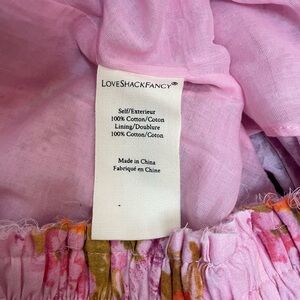 LoveShackFancy®
Self/Exterieur
100% Cotton/Coton
Lining/Doublure
100% Cotton/Coton
Made in China
Fabriqué en Chine